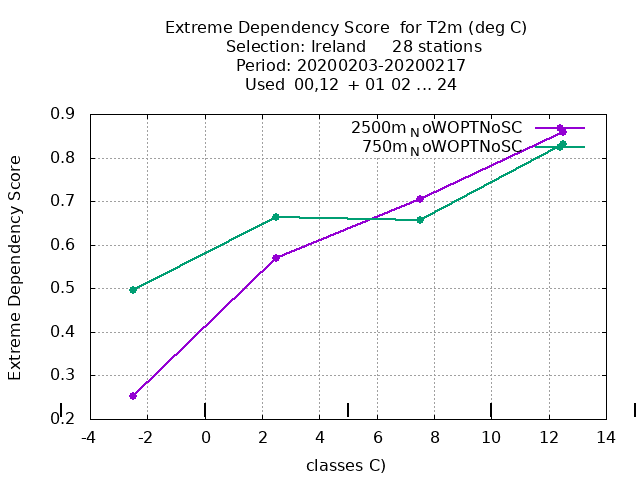 Extreme Dependency Score  for T2m (deg C)
Selection: Ireland     28 stations
Period: 20200203-20200217
Used  00,12  + 01 02 ... 24
2500m_NoWOPTNoSC
750m_NoWOPTNoSC
Extreme Dependency Score
0.9
0.8
0.7
0.6
0.5
0.4
0.3
0.2
-4 -2 0 2 4 6 8 10 12 14
classes C)